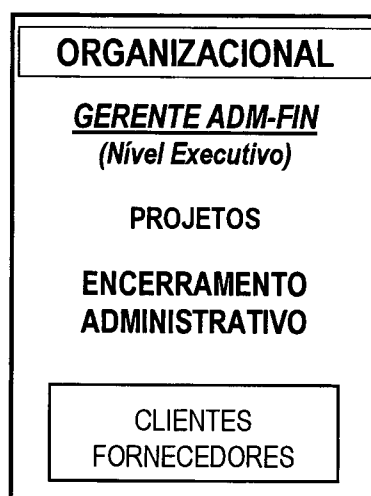 ORGANIZACIONAL
GERENTE ADM-FIN
(Nível Executivo)
PROJETOS
ENCERRAMENTO
ADMINISTRATIVO
CLIENTES
FORNECEDORES